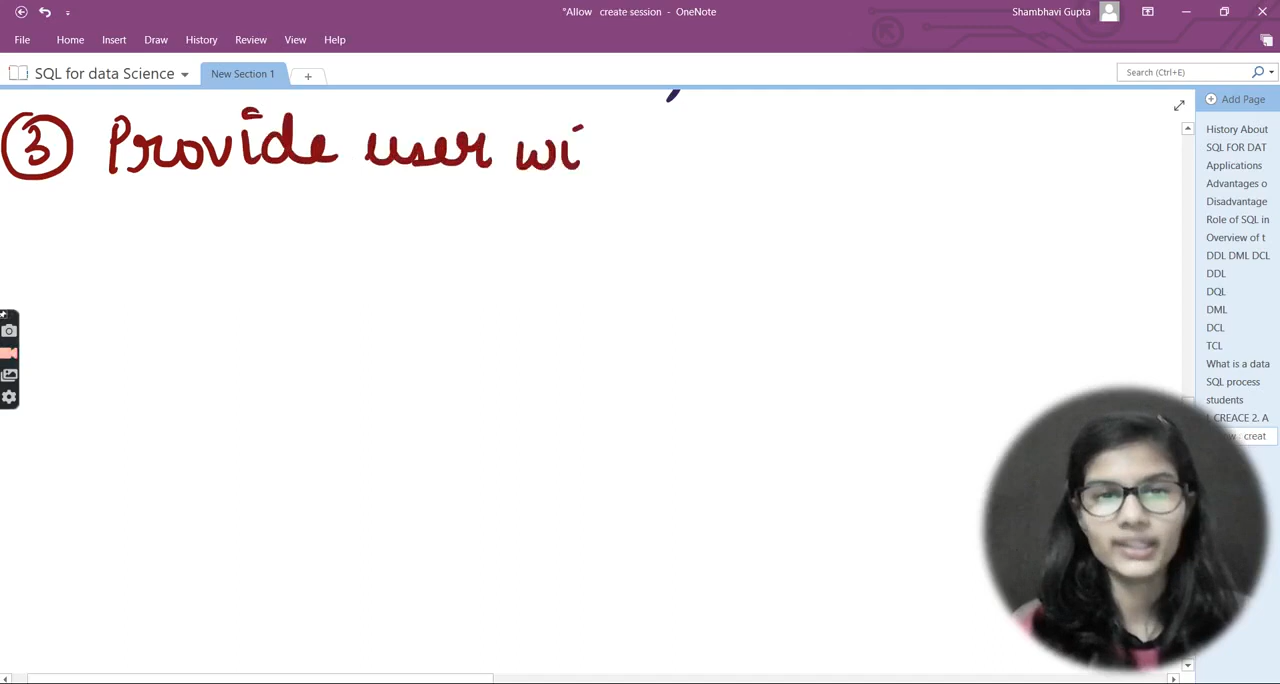 *Allow create session - OneNote
Shambhavi Gupta
File Home Insert Draw History Review View Help
SQL for data Science
New Section 1
+
Search (Ctrl+E)
Add Page
③ Provide user wi
History About
SQL FOR DAT
Applications
Advantages o
Disadvantage
Role of SQL in
Overview of t
DDL DML DCL
DDL
DQL
DML
DCL
TCL
What is a data
SQL process
students
CREACE 2. A
creat